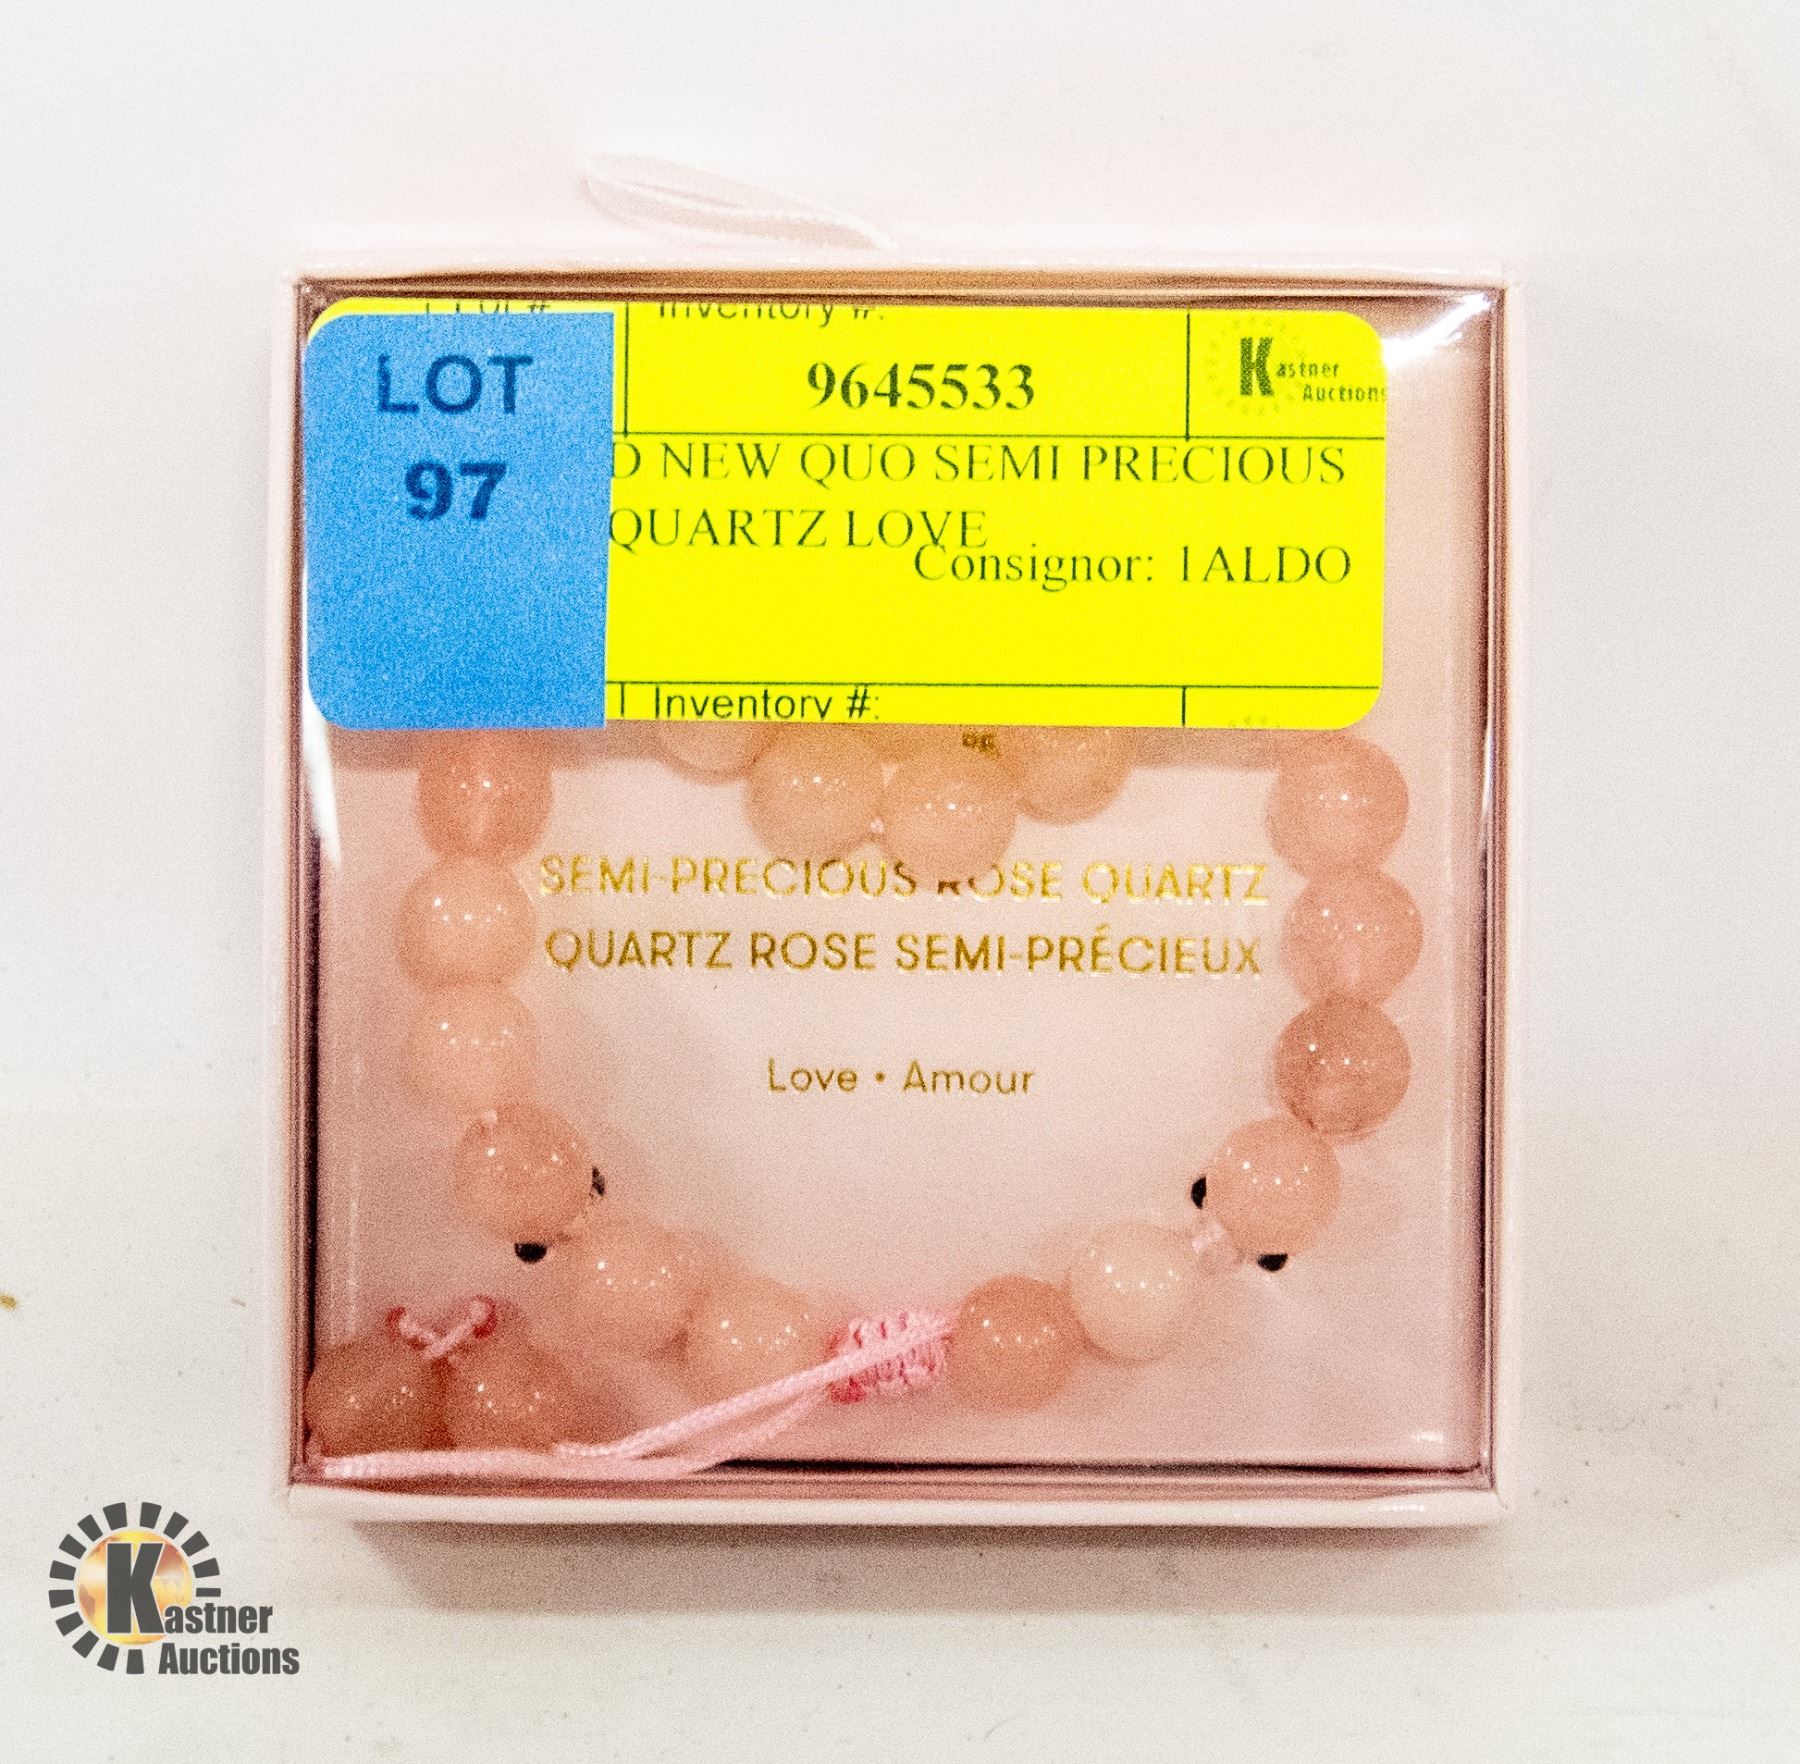 LOT
97
Inventory #:
9645533
Kastner
Auctions
NEW QUO SEMI PRECIOUS
QUARTZ LOVE
Consignor: 1ALDO
Inventory #:
SEMI-PRECIOUS ROSE QUARTZ
QUARTZ ROSE SEMI-PRÉCIEUX
Love • Amour
Kastner
Auctions